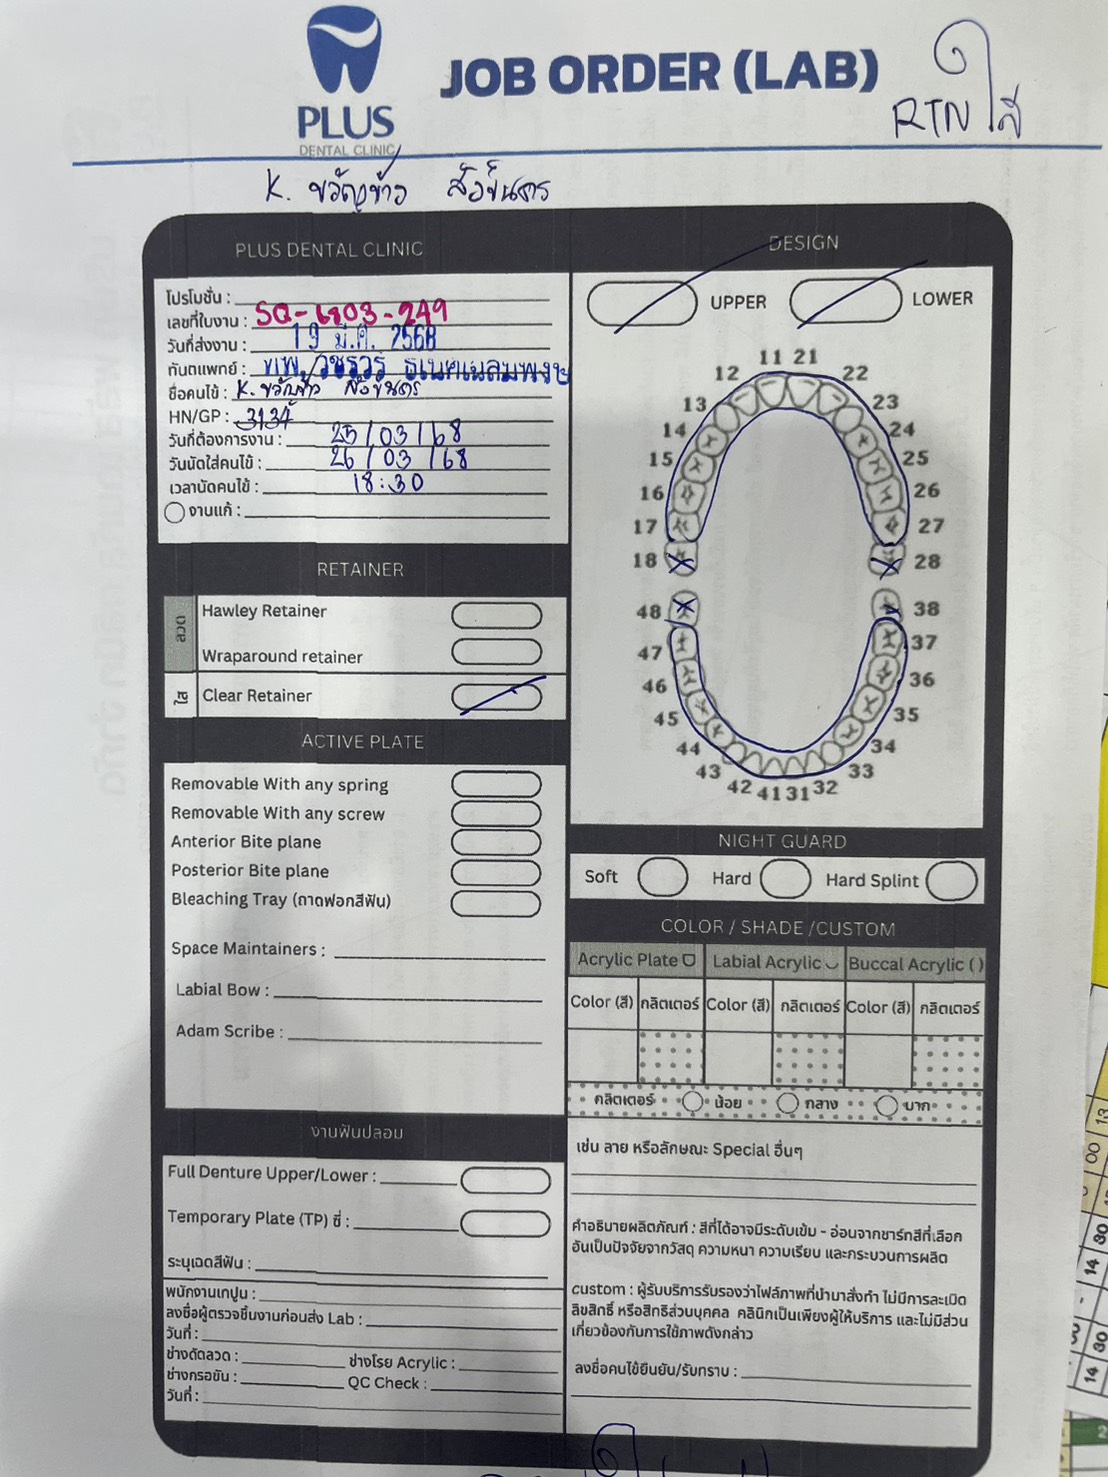 PLUS
DENTAL CLINIC
JOB ORDER (LAB)
RTN ใส
K. ขวัญข้าว
PLUS DENTAL CLINIC
โปรโมชั่น :
เลขที่ใบงาน : SQ-6803-249
วันที่ส่งงาน : 19 มี.ค. 2568
ทันตแพทย์ : ทพ.
ชื่อคนไข้ : K. ขวัญข้าว
HN/GP : 3134
วันที่ต้องการงาน : 25/03/68
วันนัดใส่คนไข้ : 26/03/68
เวลานัดคนไข้ : 18:30
งานแก้ :
RETAINER
ลวด
Hawley Retainer
Wraparound retainer
ใส
Clear Retainer
ACTIVE PLATE
Removable With any spring
Removable With any screw
Anterior Bite plane
Posterior Bite plane
Bleaching Tray (ถาดฟอกสีฟัน)
Space Maintainers :
Labial Bow :
Adam Scribe :
งานฟันปลอม
Full Denture Upper/Lower :
Temporary Plate (TP) ซี่ :
ระบุเฉดสีฟัน :
พนักงานเทปูน :
ลงชื่อผู้ตรวจชิ้นงานก่อนส่ง Lab :
วันที่ :
ช่างดัดลวด : ช่างโรย Acrylic :
ช่างกรอขัน : QC Check :
วันที่ :
DESIGN
UPPER LOWER
11 21
12 22
13 23
14 24
15 25
16 26
17 27
18 28
48 38
47 37
46 36
45 35
44 34
43 33
42 41 31 32
NIGHT GUARD
Soft Hard Hard Splint
COLOR / SHADE /CUSTOM
Acrylic Plate Labial Acrylic Buccal Acrylic ( )
Color (สี) กลิตเตอร์ Color (สี) กลิตเตอร์ Color (สี) กลิตเตอร์
กลิตเตอร์ น้อย กลาง มาก
เช่น ลาย หรือลักษณะ Special อื่นๆ
คำอธิบายผลิตภัณฑ์ : สีที่ได้อาจมีระดับเข้ม - อ่อนจากชาร์ทสีที่เลือก
อันเป็นปัจจัยจากวัสดุ ความหนา ความเรียบ และกระบวนการผลิต
custom : ผู้รับบริการรับรองว่าไฟล์ภาพที่นำมาสั่งทำ ไม่มีการละเมิด
ลิขสิทธิ์ หรือสิทธิส่วนบุคคล คลินิกเป็นเพียงผู้ให้บริการ และไม่มีส่วน
เกี่ยวข้องกับการใช้ภาพดังกล่าว
ลงชื่อคนไข้ยืนยัน/รับทราบ :